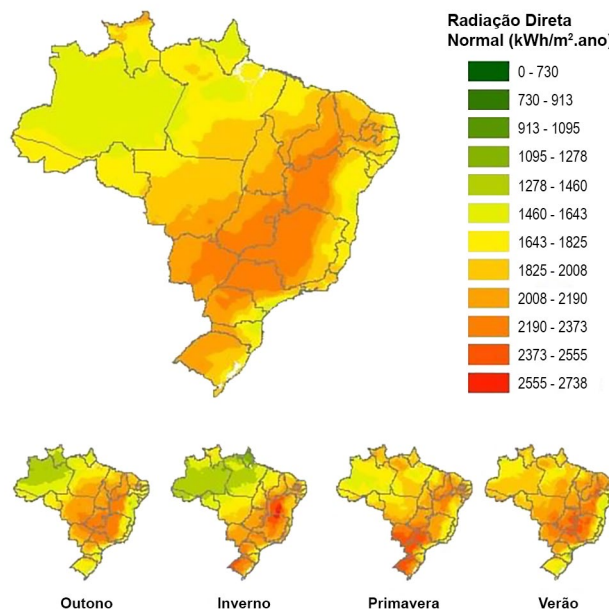 Radiação Direta
Normal (kWh/m².ano)
0 - 730
730 - 913
913 - 1095
1095 - 1278
1278 - 1460
1460 - 1643
1643 - 1825
1825 - 2008
2008 - 2190
2190 - 2373
2373 - 2555
2555 - 2738
Outono
Inverno
Primavera
Verão